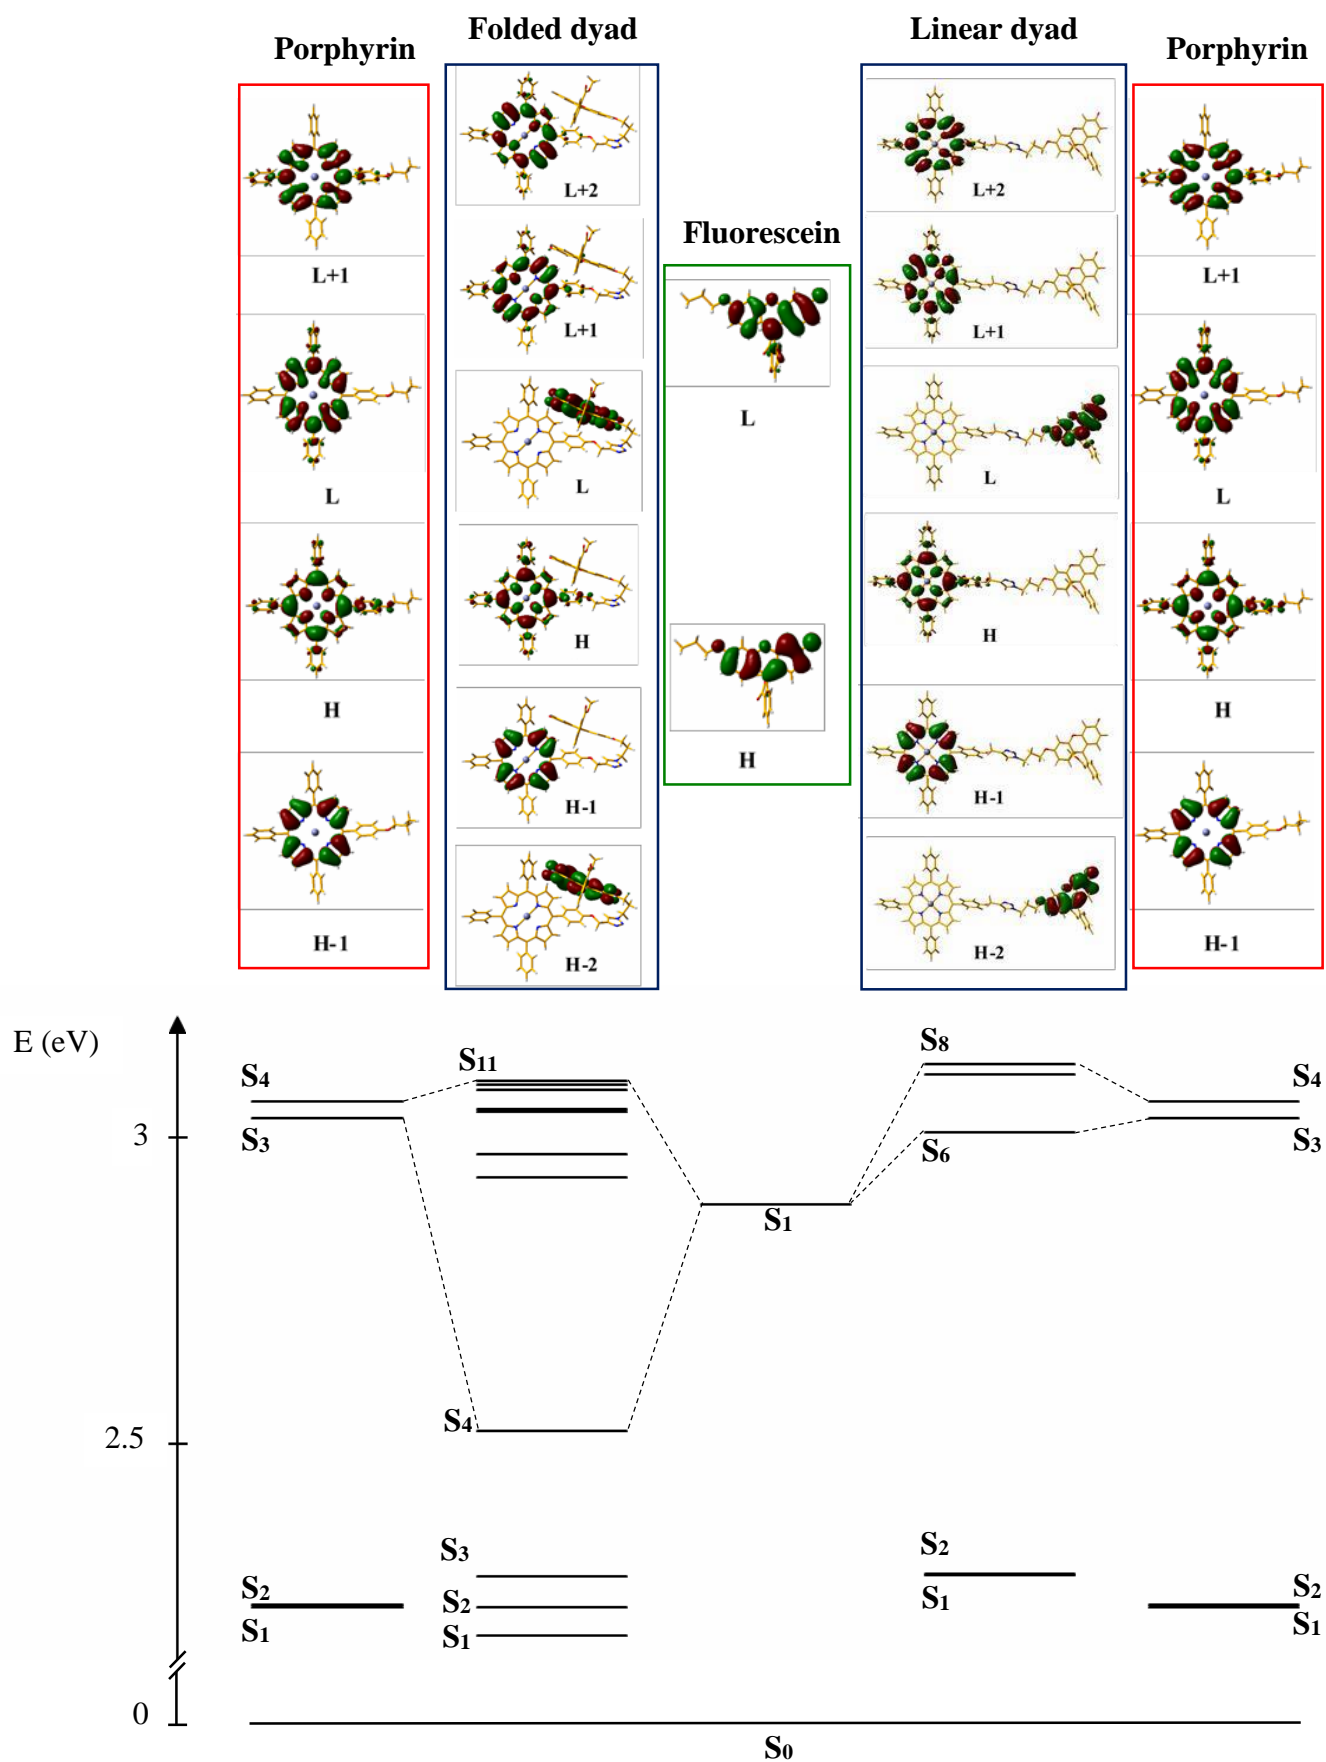 Porphyrin
Folded dyad
Linear dyad
Porphyrin
L+1
L
H
H-1
L+2
L+1
L
H
H-1
H-2
Fluorescein
L
H
L+2
L+1
L
H
H-1
H-2
L+1
L
H
H-1
E (eV)
3
2.5
0
S4
S3
S2
S1
S11
S4
S3
S2
S1
S1
S8
S6
S2
S1
S4
S3
S2
S1
S0